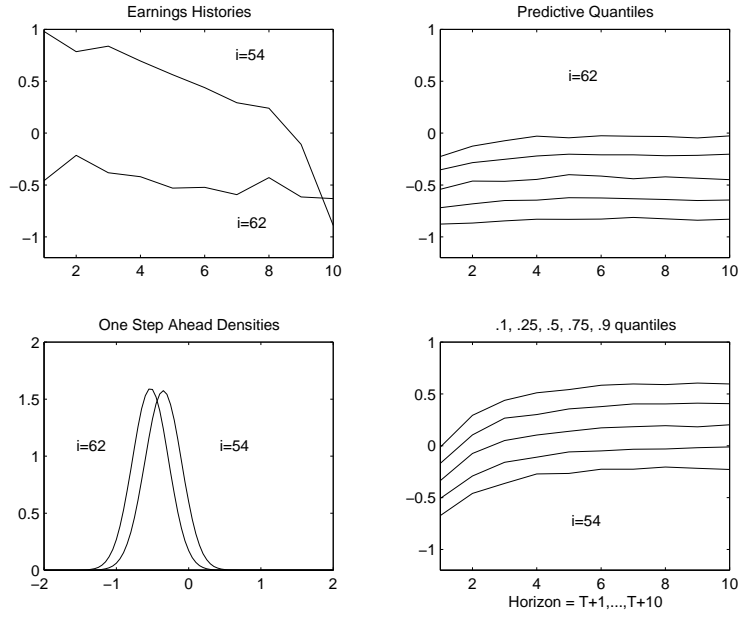 Earnings Histories
1
0.5
0
−0.5
−1
2 4 6 8 10
i=54
i=62
Predictive Quantiles
1
0.5
0
−0.5
−1
2 4 6 8 10
i=62
One Step Ahead Densities
2
1.5
1
0.5
0
−2 −1 0 1 2
i=62
i=54
.1, .25, .5, .75, .9 quantiles
1
0.5
0
−0.5
−1
2 4 6 8 10
i=54
Horizon = T+1,...,T+10